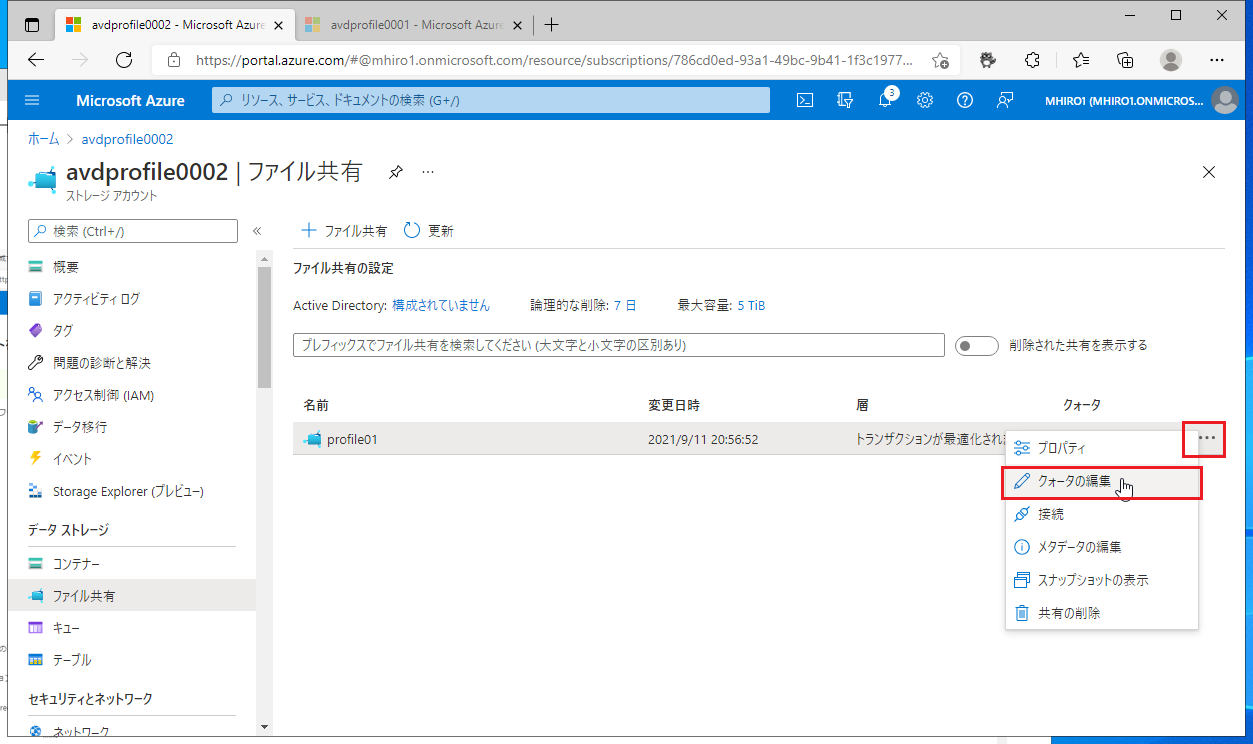 avdprofile0002 - Microsoft Azure
avdprofile0001 - Microsoft Azure
https://portal.azure.com/#@mhiro1.onmicrosoft.com/resource/subscriptions/786cd0ed-93a1-49bc-9b41-1f3c1977...
Microsoft Azure
リソース、サービス、ドキュメントの検索 (G+/)
3
MHIRO1 (MHIRO1.ONMICROS...
ホーム > avdprofile0002
avdprofile0002 | ファイル共有
ストレージ アカウント
検索 (Ctrl+/)
«
ファイル共有
更新
概要
アクティビティ ログ
タグ
問題の診断と解決
アクセス制御 (IAM)
データ移行
イベント
Storage Explorer (プレビュー)
データ ストレージ
コンテナー
ファイル共有
キュー
テーブル
セキュリティとネットワーク
ネットワーク
ファイル共有の設定
Active Directory: 構成されていません
論理的な削除: 7 日
最大容量: 5 TiB
プレフィックスでファイル共有を検索してください (大文字と小文字の区別あり)
削除された共有を表示する
名前
変更日時
層
クォータ
profile01
2021/9/11 20:56:52
トランザクションが最適化され
プロパティ
クォータの編集
接続
メタデータの編集
スナップショットの表示
共有の削除